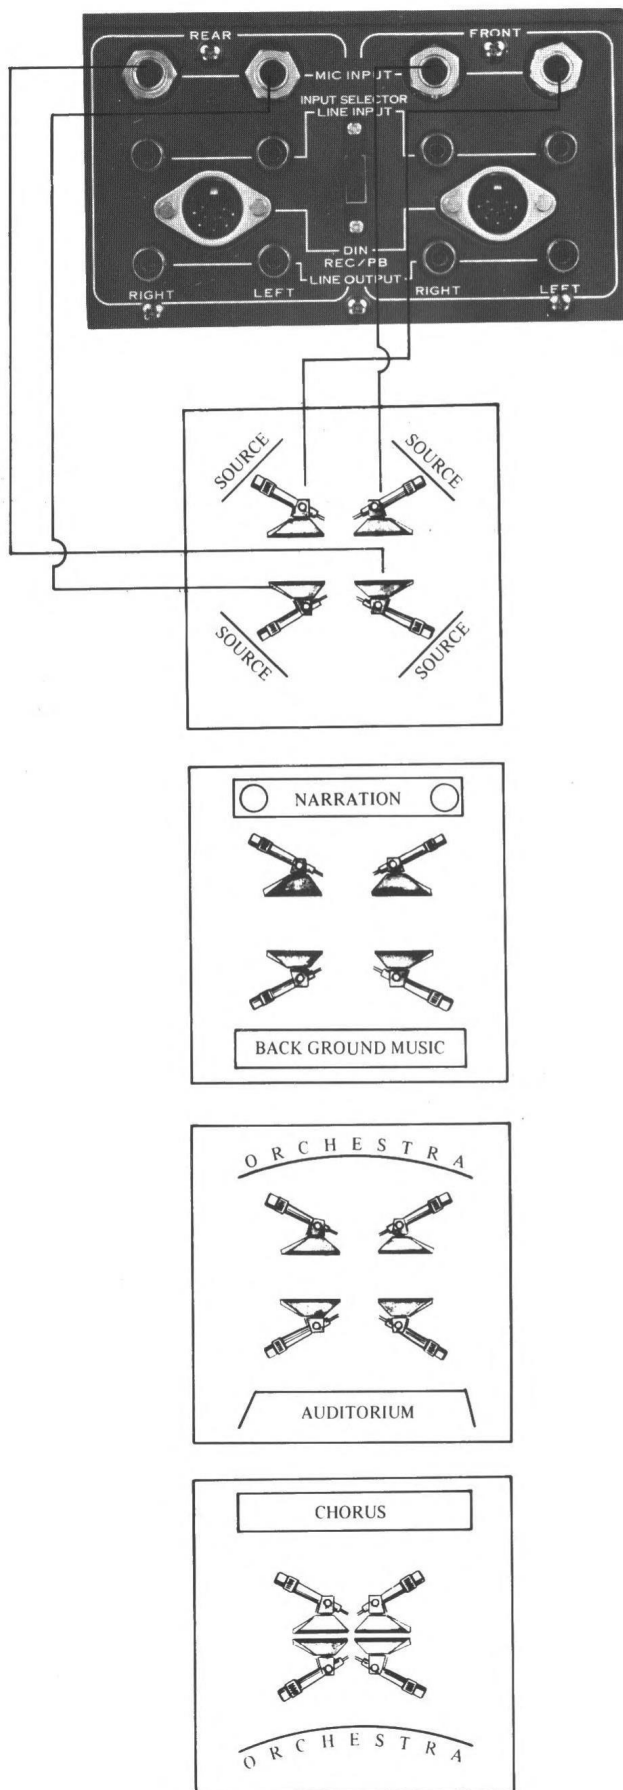 REAR
FRONT
MIC INPUT
INPUT SELECTOR
LINE INPUT
DIN
REC/PB
LINE OUTPUT
RIGHT
LEFT
RIGHT
LEFT
SOURCE
SOURCE
SOURCE
SOURCE
NARRATION
BACK GROUND MUSIC
ORCHESTRA
AUDITORIUM
CHORUS
ORCHESTRA